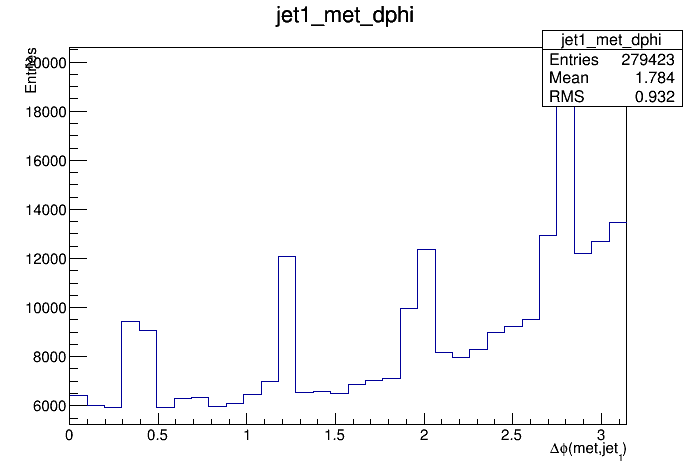 jet1_met_dphi
jet1_met_dphi
Entries 279423
Mean 1.784
RMS 0.932
Entries
20000
18000
16000
14000
12000
10000
8000
6000
0 0.5 1 1.5 2 2.5 3
Δϕ(met,jet₁)